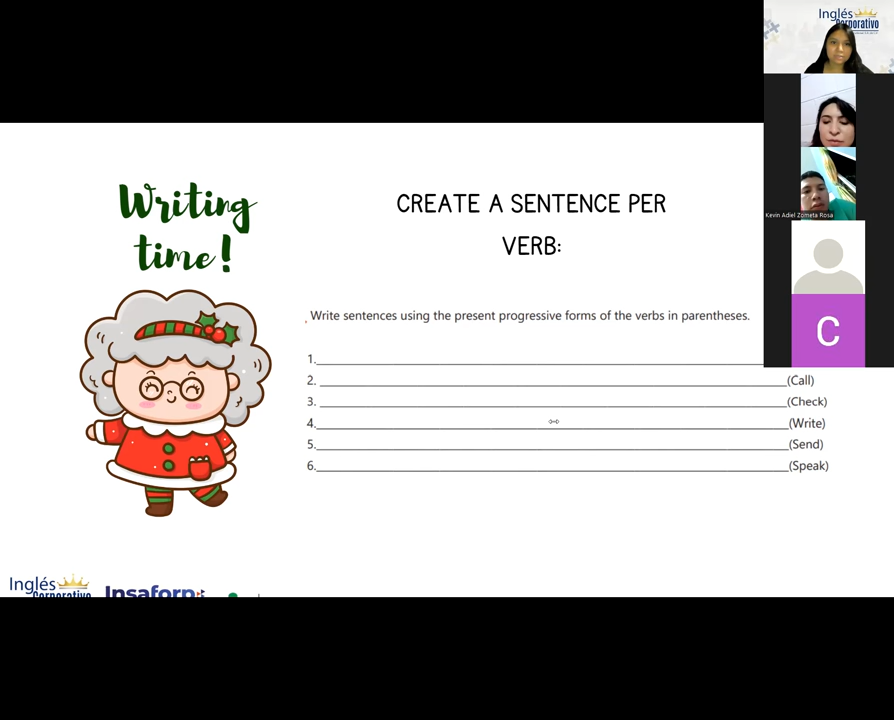 Inglés
Corporativo
Writing
time!
CREATE A SENTENCE PER
VERB:
Kevin Adiel Zometa Rosa
C
Write sentences using the present progressive forms of the verbs in parentheses.
1.
2. (Call)
3. (Check)
4. (Write)
5. (Send)
6. (Speak)
Inglés
Corporativo
Insaforp